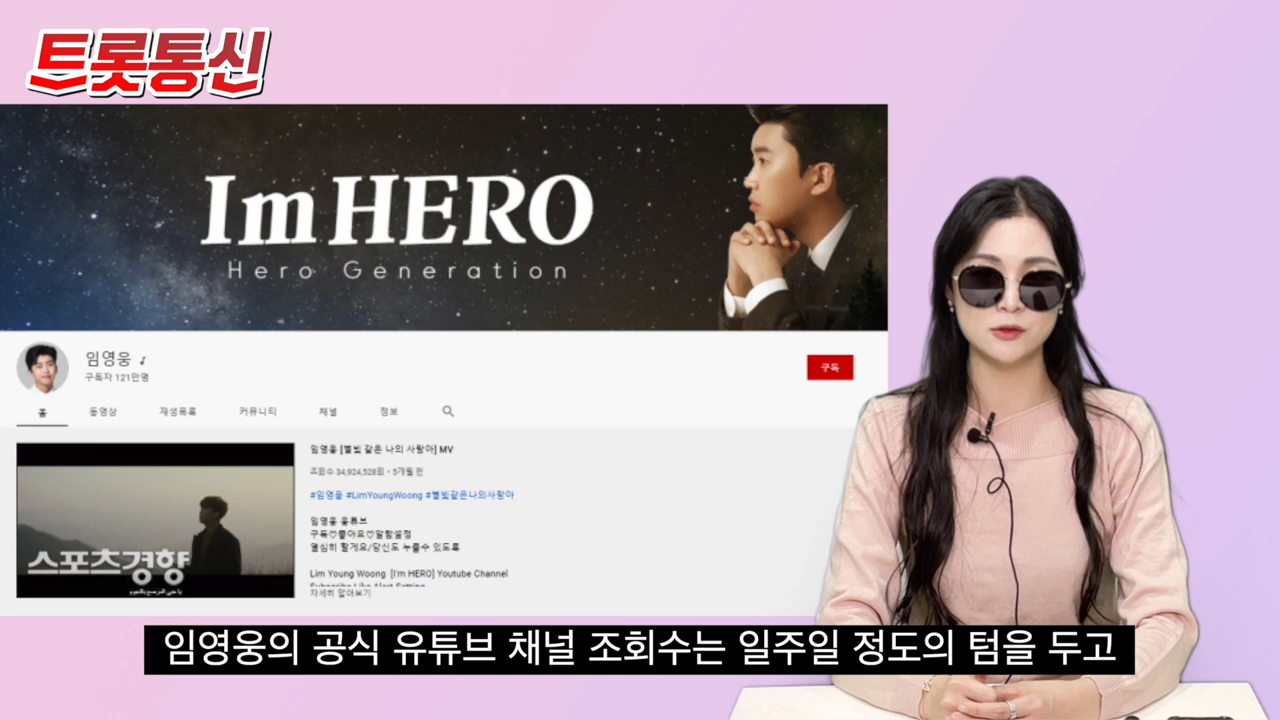 트롯통신
Im HERO
Hero Generation
임영웅 ♪
구독자 121만명
구독
홈 동영상 재생목록 커뮤니티 채널 정보
임영웅 [별빛 같은 나의 사랑아] MV
조회수 34,924,528회 • 5개월 전
#임영웅 #LimYoungWoong #별빛같은나의사랑아
임영웅 유튜브
구독♡좋아요♡알람설정
열심히 할게요/당신도 누를수 있도록
Lim Young Woong [I'm HERO] Youtube Channel
자세히 알아보기
스포츠경향
임영웅의 공식 유튜브 채널 조회수는 일주일 정도의 텀을 두고